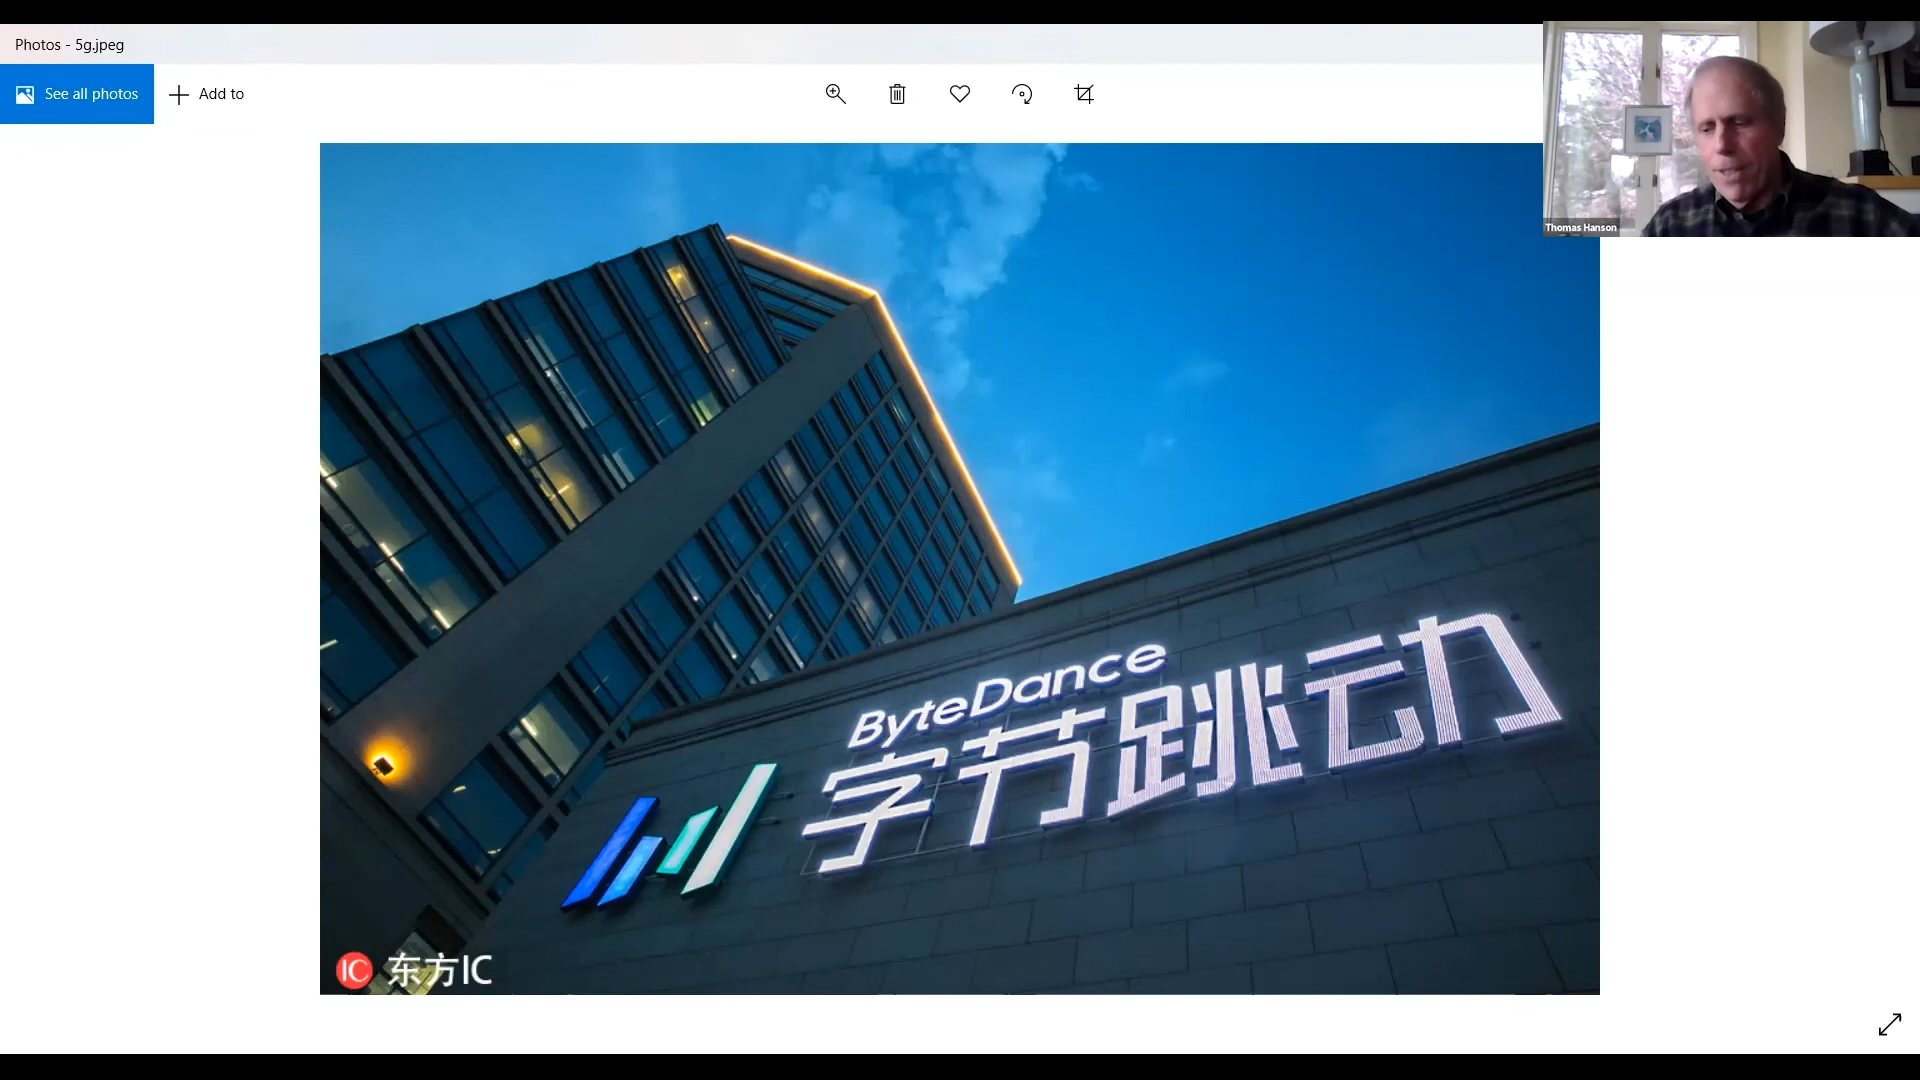 Photos - 5g.jpeg
See all photos
Add to
Thomas Hanson
ByteDance
字节跳动
IC 东方IC